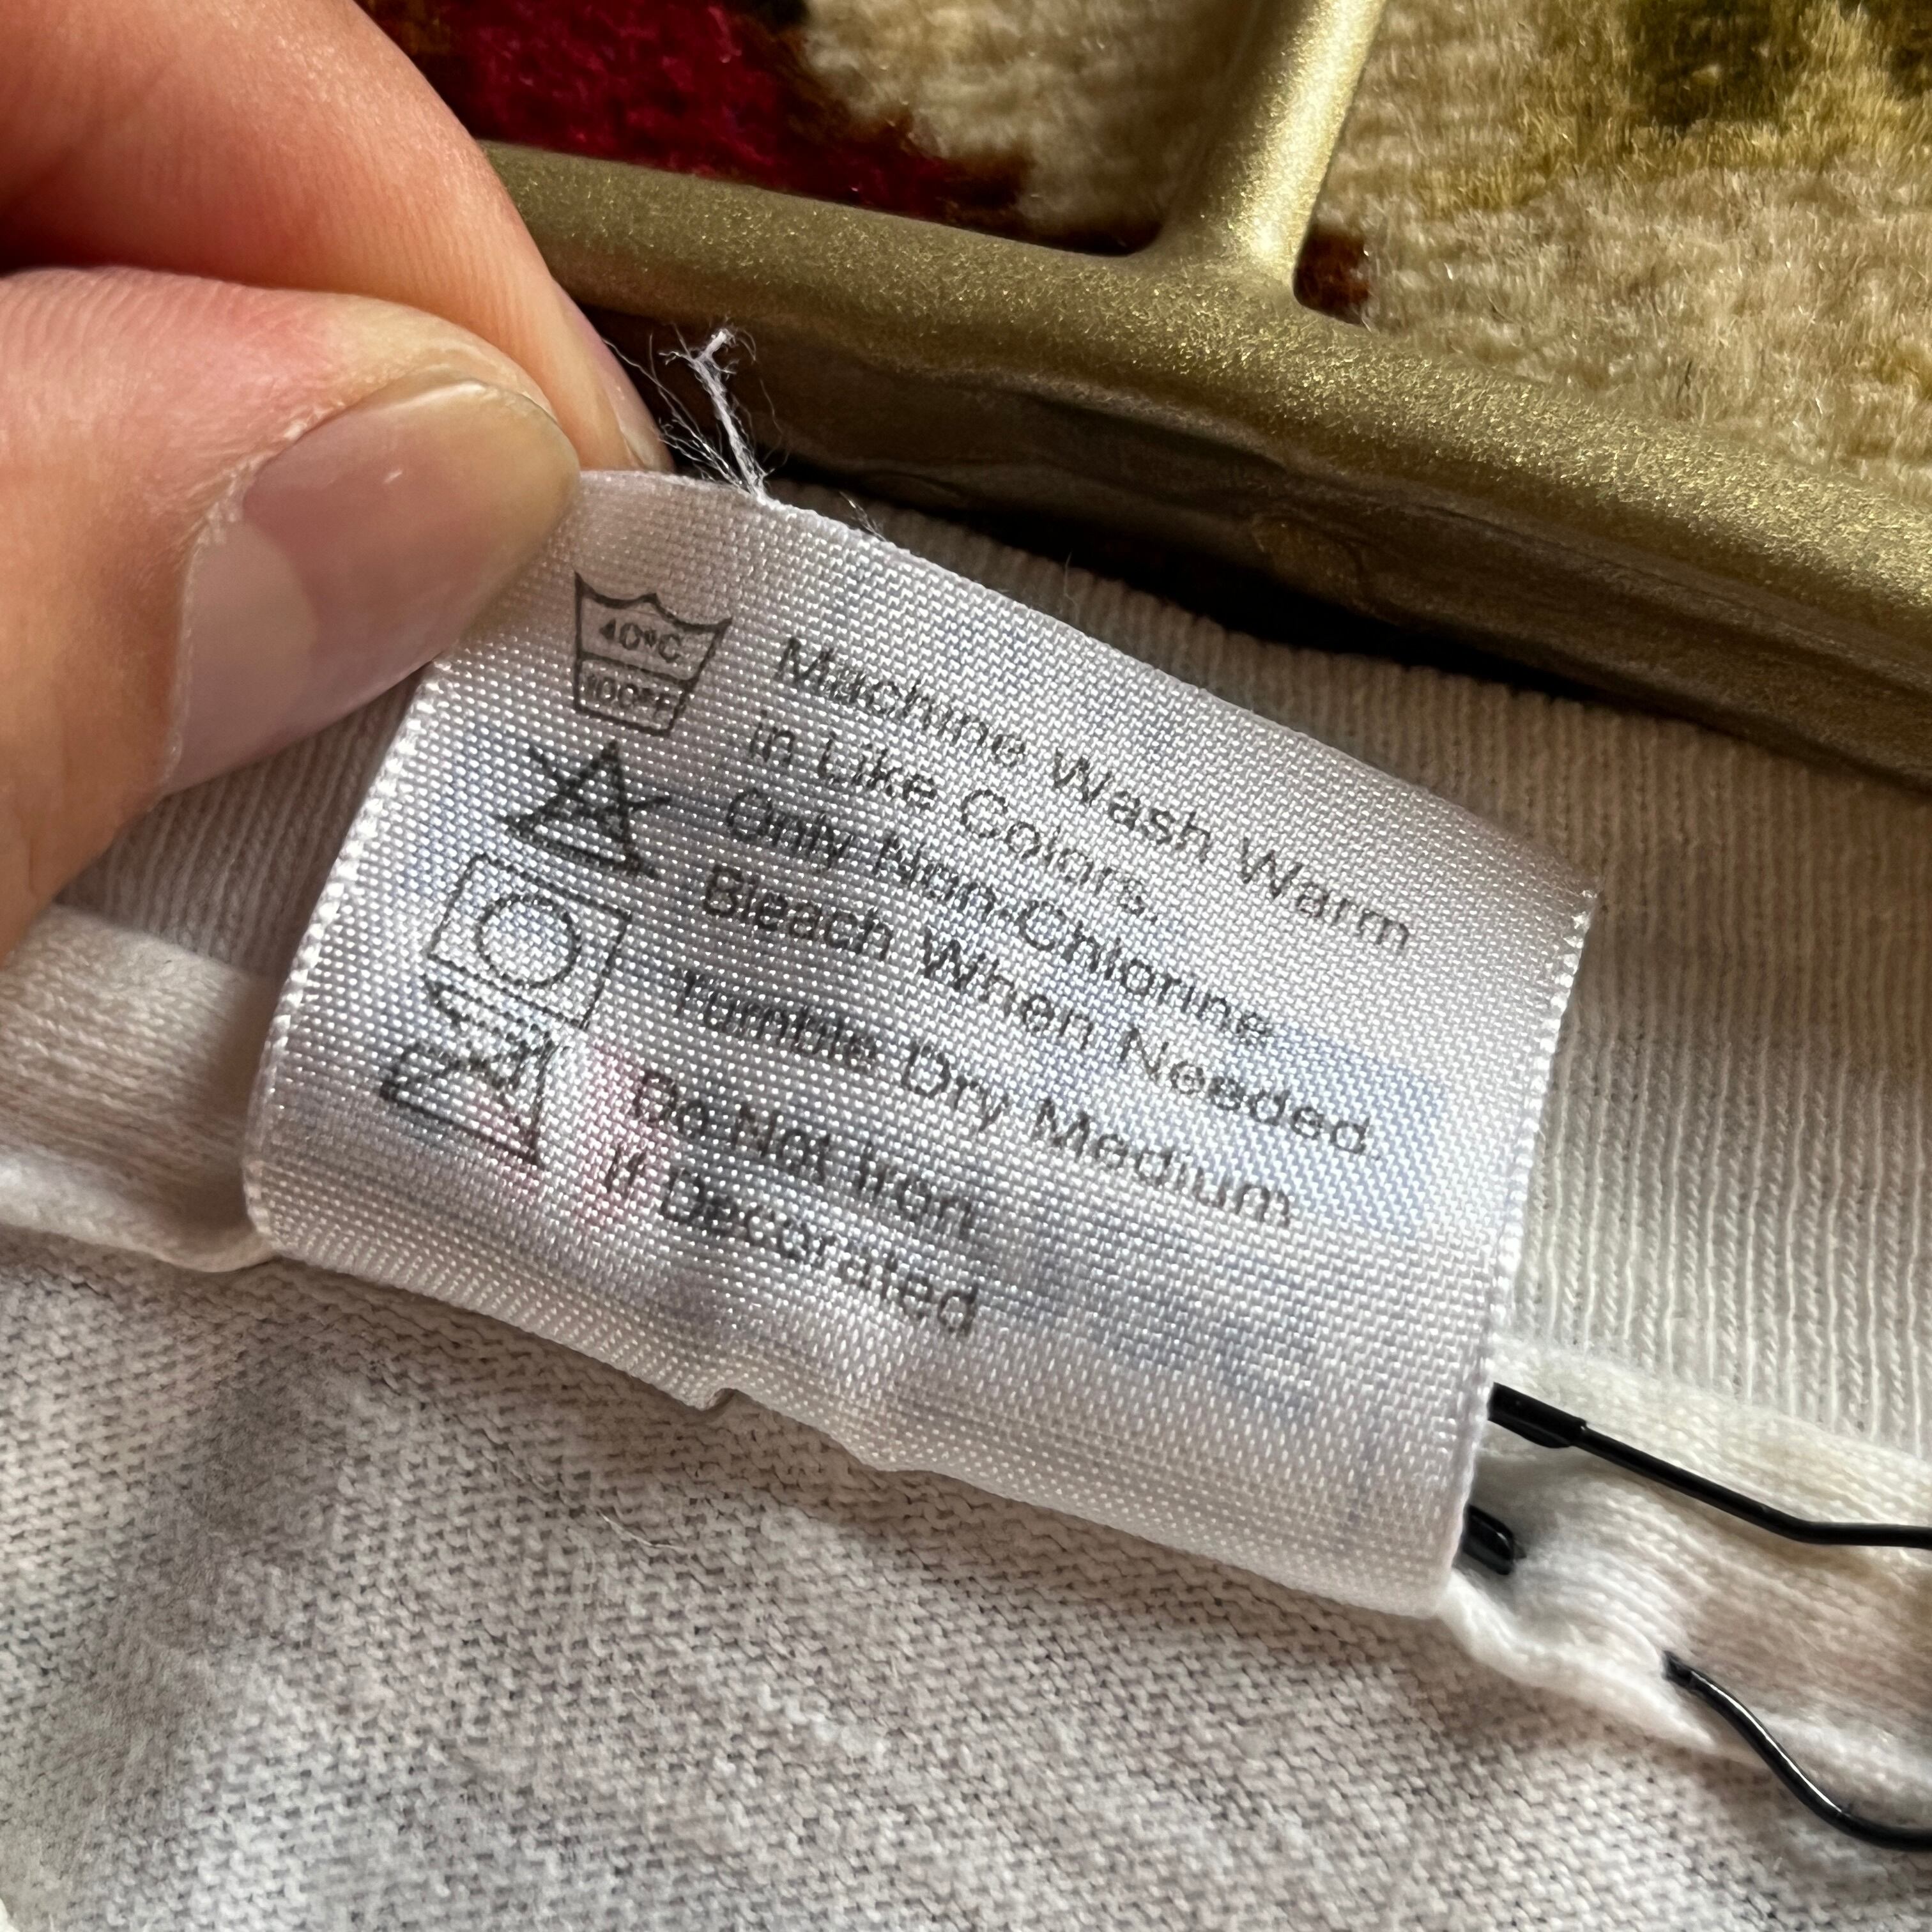 40°C
100°F
Machine Wash Warm
in Like Colors.
Only Non-Chlorine
Bleach When Needed.
Tumble Dry Medium
Do Not Iron
If Decorated